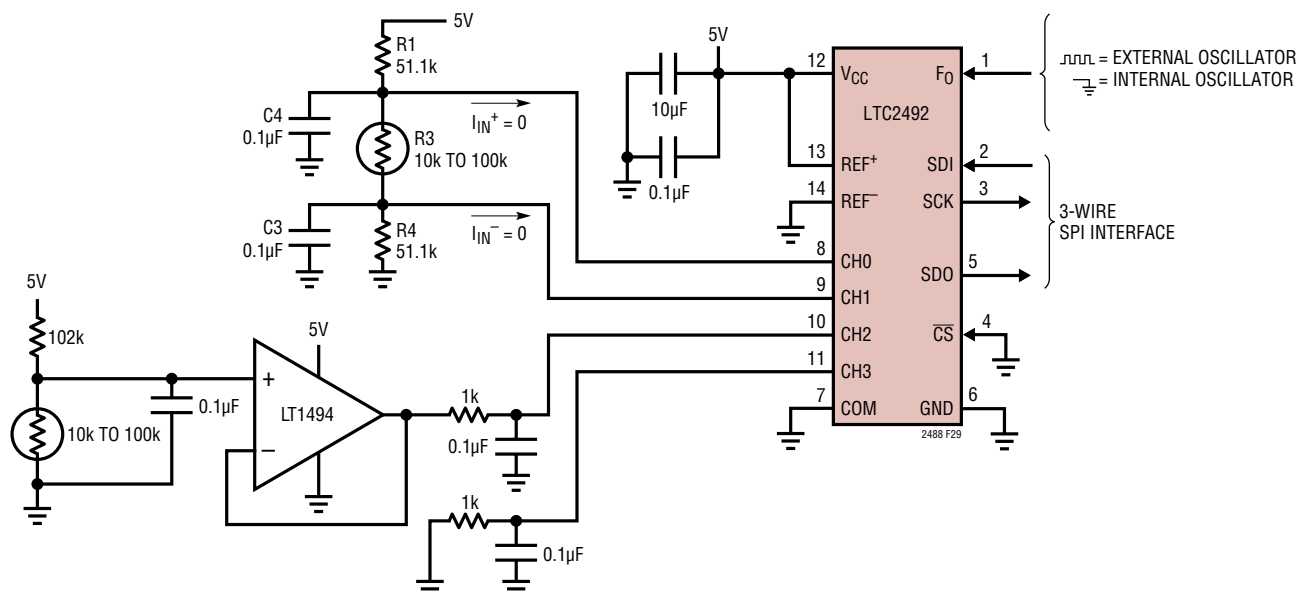 5V
R1
51.1k
C4
0.1µF
I_IN⁺ = 0
R3
10k TO 100k
C3
0.1µF
I_IN⁻ = 0
R4
51.1k
5V
10µF
0.1µF
12
V_CC
F_O
1
LTC2492
13
REF⁺
SDI
2
14
REF⁻
SCK
3
8
CH0
SDO
5
9
CH1
10
CH2
C̅S̅
4
11
CH3
7
COM
GND
6
2488 F29
= EXTERNAL OSCILLATOR
= INTERNAL OSCILLATOR
3-WIRE
SPI INTERFACE
5V
102k
0.1µF
10k TO 100k
5V
+
LT1494
−
1k
0.1µF
1k
0.1µF